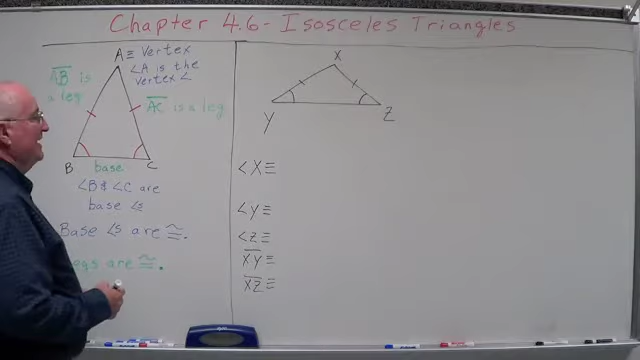 Chapter 4.6 - Isosceles Triangles
A ≡ Vertex
<A is the
vertex <
AB is
a leg
AC is a leg
B
base
C
<B & <C are
base <s
Base <s are ≅.
Legs are ≅.
X
Y
Z
<X ≡
<Y ≡
<Z ≡
XY ≡
XZ ≡